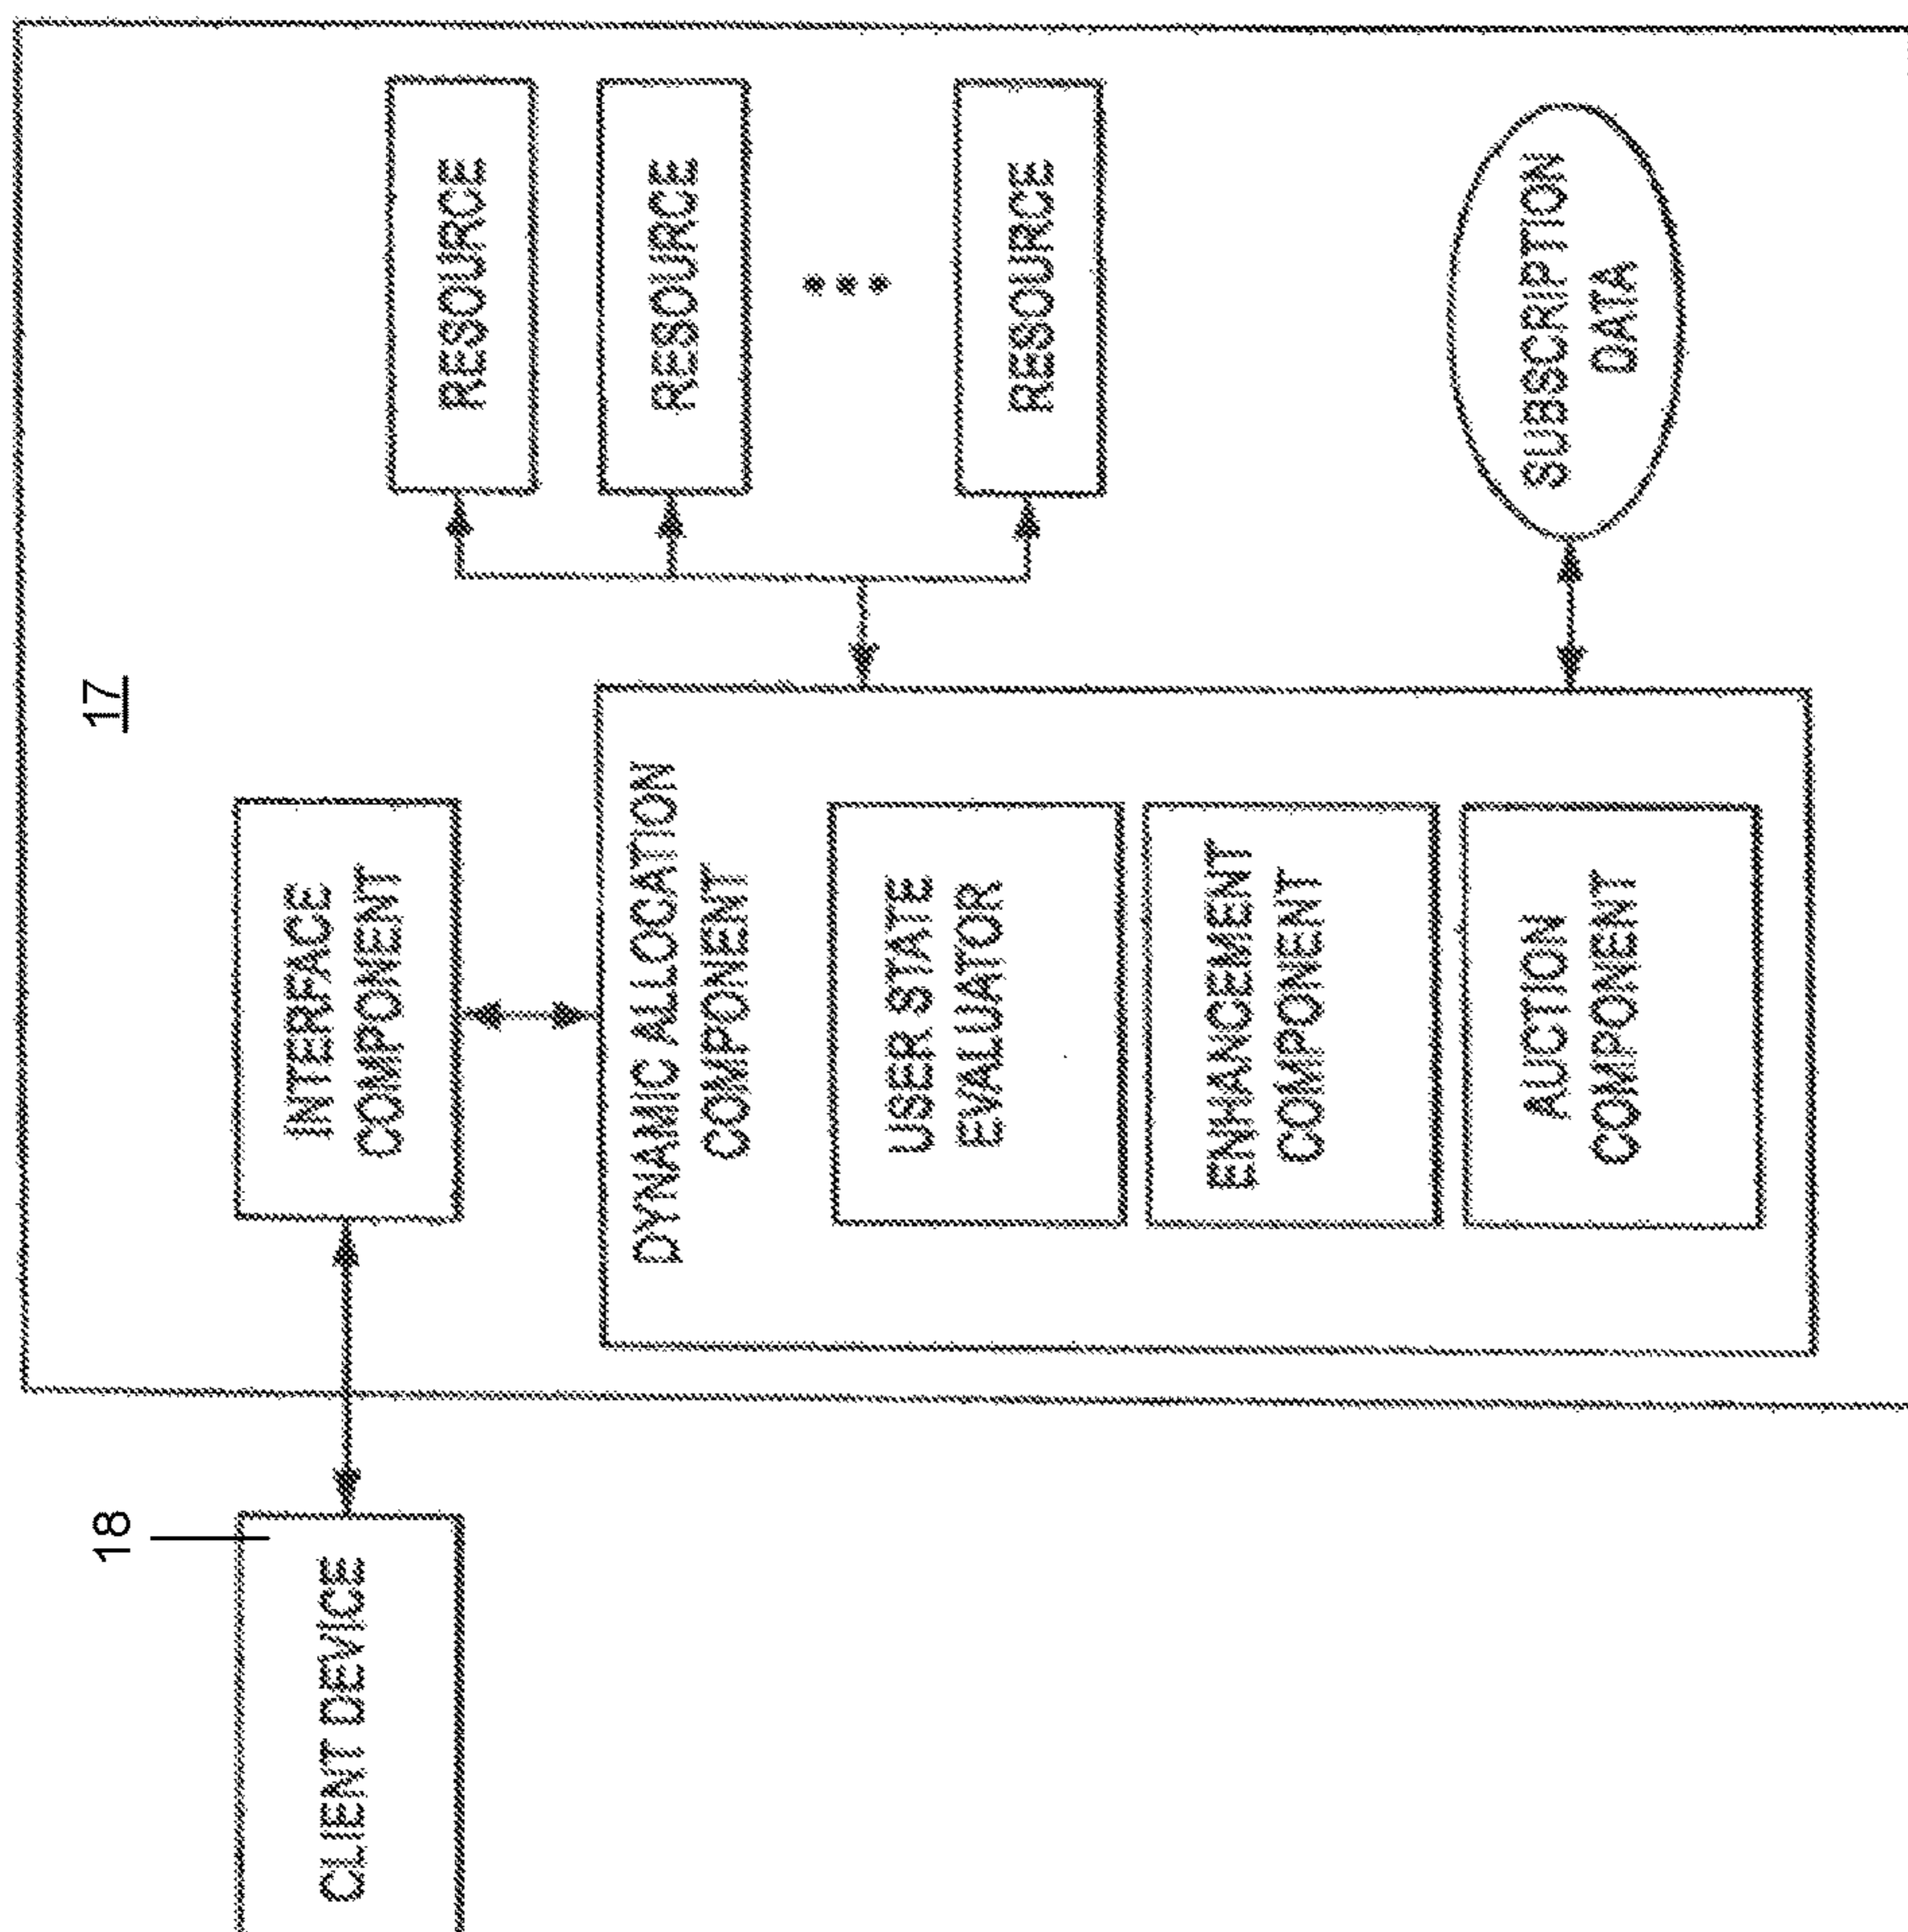 17
18
CLIENT DEVICE
INTERFACE
COMPONENT
DYNAMIC ALLOCATION
COMPONENT
USER STATE
EVALUATOR
ENHANCEMENT
COMPONENT
AUCTION
COMPONENT
RESOURCE
RESOURCE
RESOURCE
SUBSCRIPTION
DATA